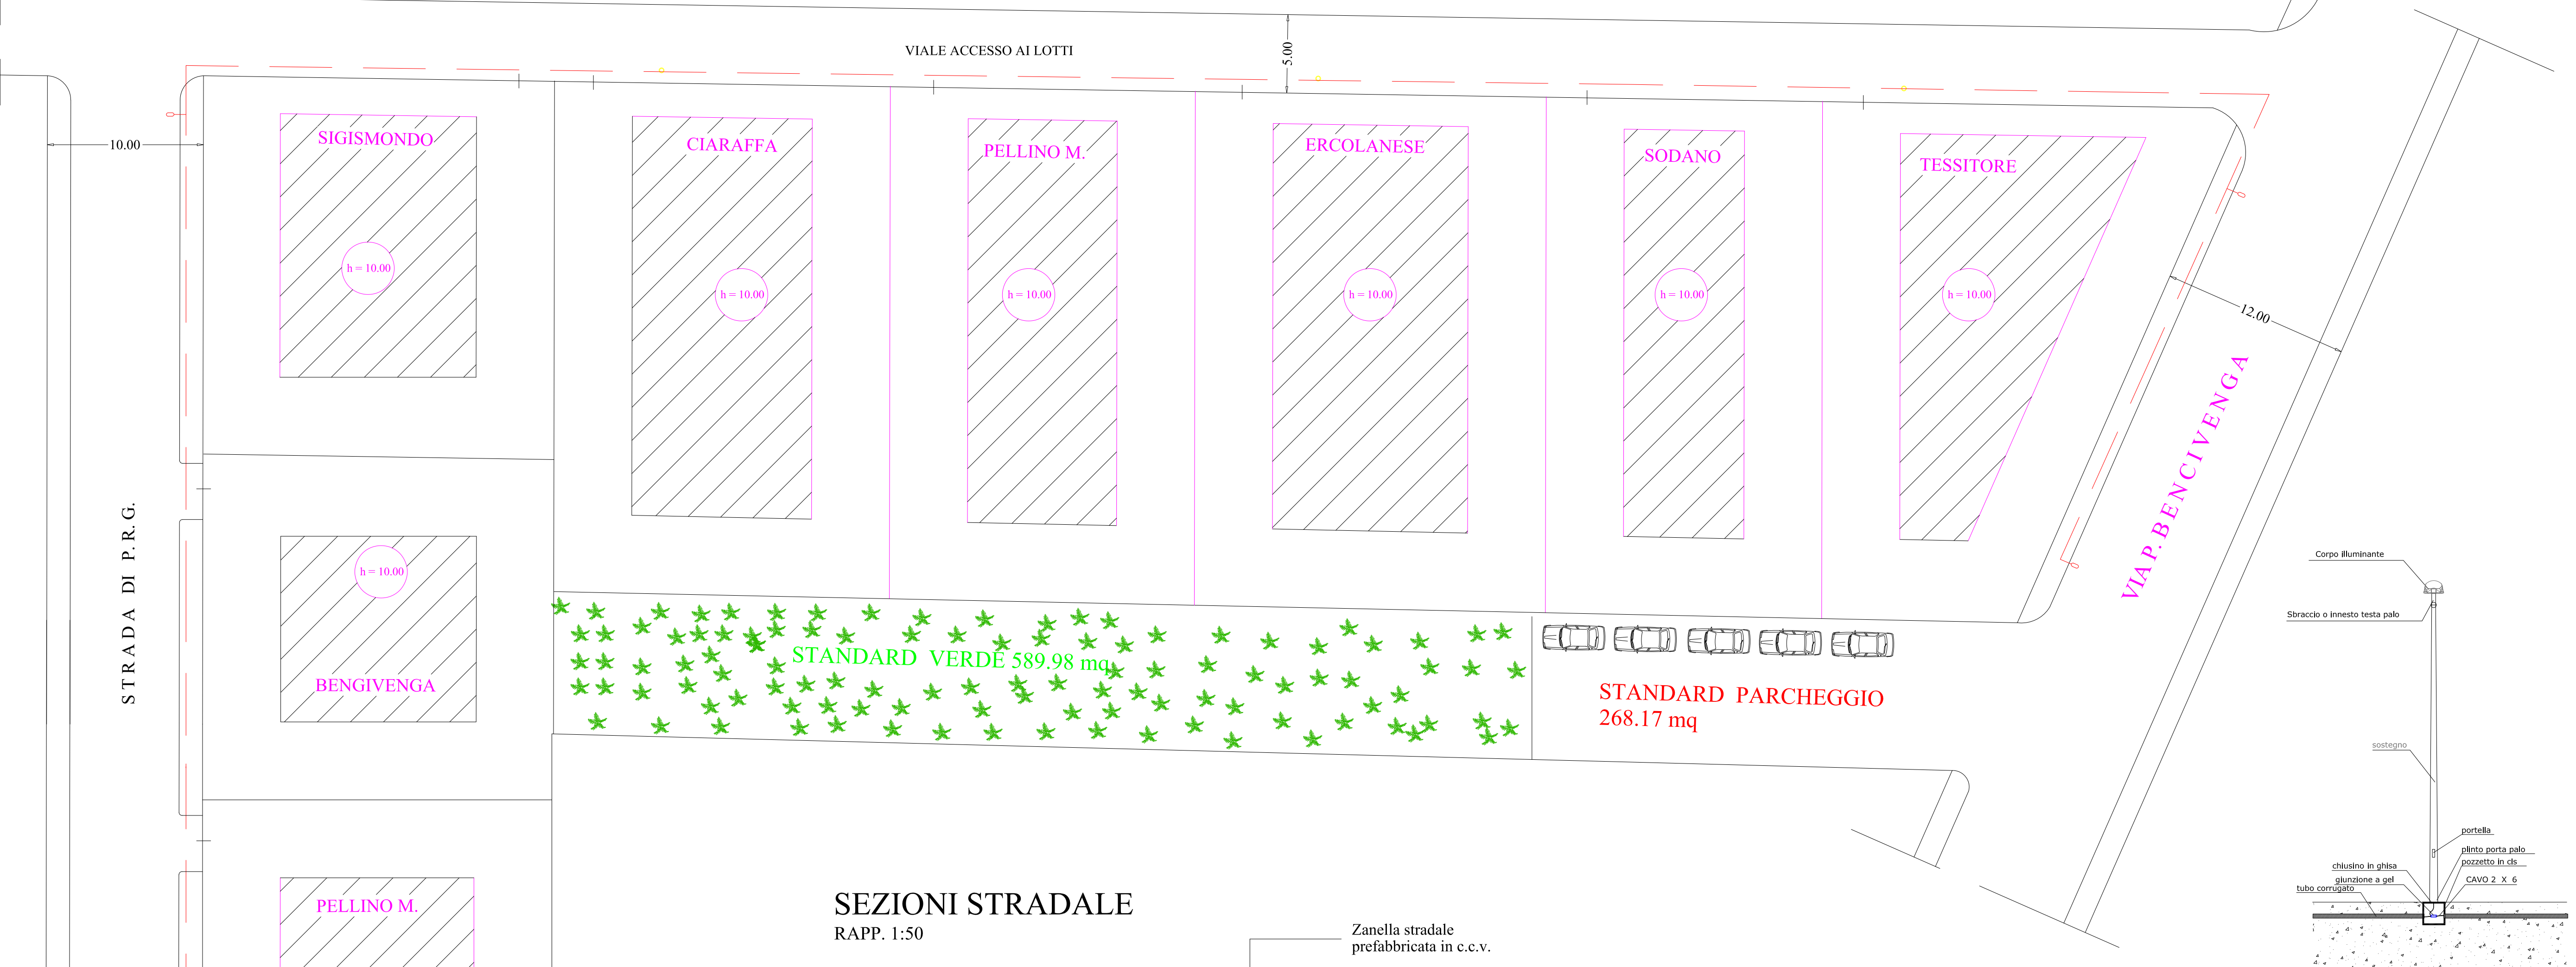 VIALE ACCESSO AI LOTTI
5.00
10.00
SIGISMONDO
h = 10.00
CIARAFFA
h = 10.00
PELLINO M.
h = 10.00
ERCOLANESE
h = 10.00
SODANO
h = 10.00
TESSITORE
h = 10.00
12.00
VIA P. BENCIVENGA
STRADA DI P.R.G.
h = 10.00
BENGIVENGA
STANDARD VERDE 589.98 mq
STANDARD PARCHEGGIO
268.17 mq
PELLINO M.
SEZIONI STRADALE
RAPP. 1:50
Zanella stradale
prefabbricata in c.c.v.
Corpo illuminante
Sbraccio o innesto testa palo
sostegno
portella
plinto porta palo
pozzetto in cls
chiusino in ghisa
giunzione a gel
CAVO 2 X 6
tubo corrugato